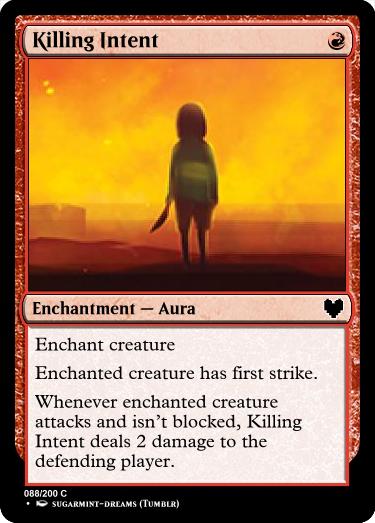 Killing Intent
Enchantment — Aura
Enchant creature
Enchanted creature has first strike.
Whenever enchanted creature
attacks and isn't blocked, Killing
Intent deals 2 damage to the
defending player.
088/200 C
• SUGARMINT-DREAMS (TUMBLR)